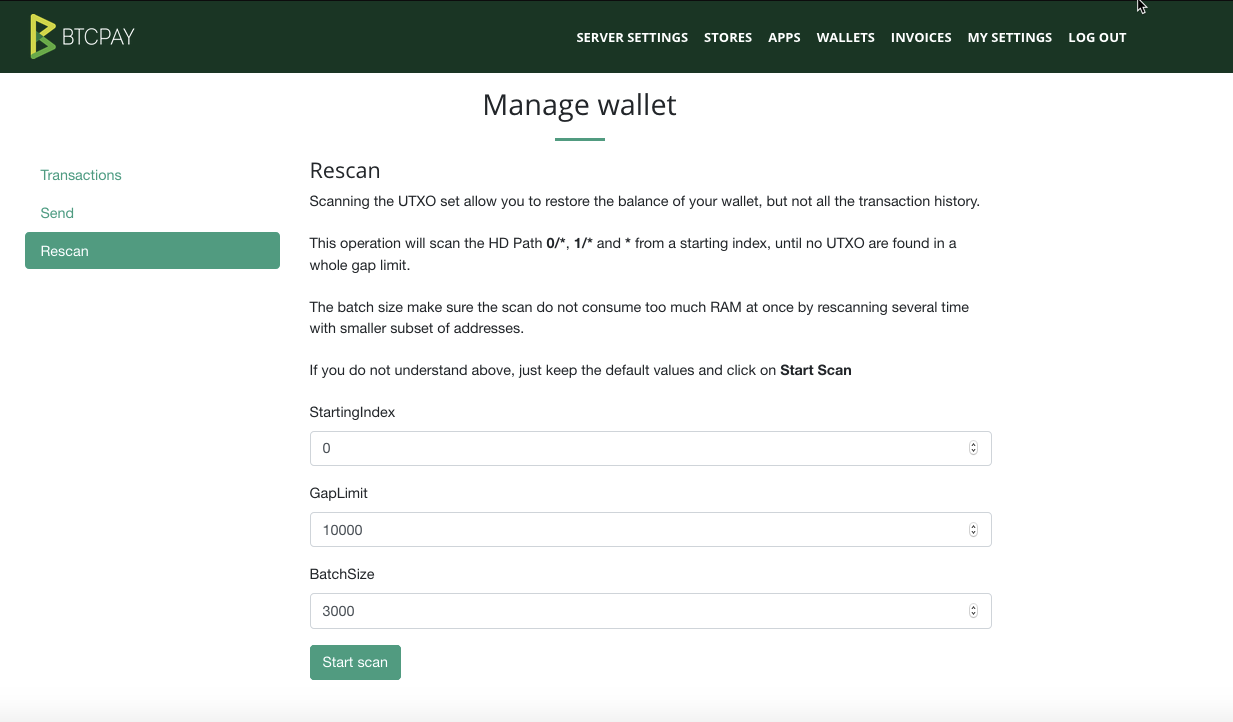 BTCPAY
SERVER SETTINGS STORES APPS WALLETS INVOICES MY SETTINGS LOG OUT
Manage wallet
Transactions
Send
Rescan
Rescan
Scanning the UTXO set allow you to restore the balance of your wallet, but not all the transaction history.
This operation will scan the HD Path 0/*, 1/* and * from a starting index, until no UTXO are found in a
whole gap limit.
The batch size make sure the scan do not consume too much RAM at once by rescanning several time
with smaller subset of addresses.
If you do not understand above, just keep the default values and click on Start Scan
StartingIndex
0
GapLimit
10000
BatchSize
3000
Start scan